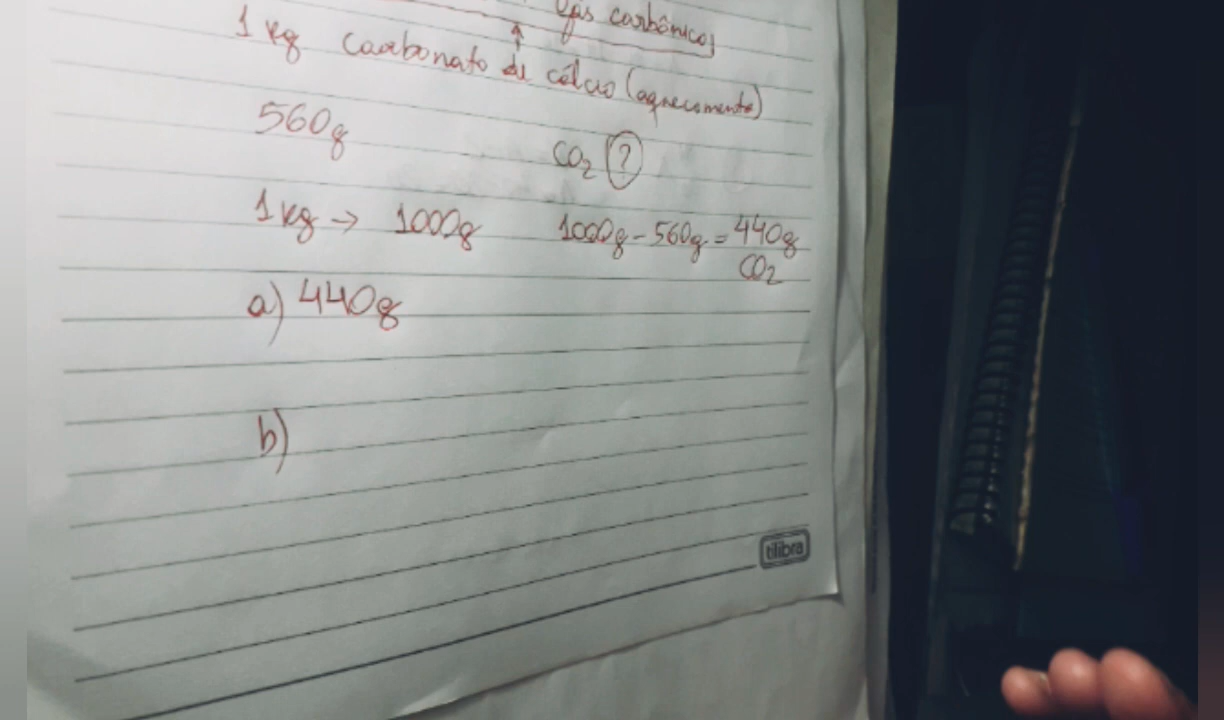 gás carbônico
1 kg carbonato de cálcio (aquecimento)
560g
CO2 ?
1 kg → 1000g 1000g - 560g = 440g
CO2
a) 440g
b)
tilibra